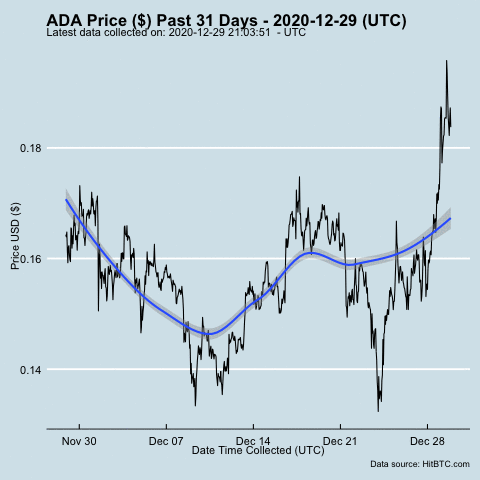 ADA Price ($) Past 31 Days - 2020-12-29 (UTC)
Latest data collected on: 2020-12-29 21:03:51  - UTC
0.18
0.16
0.14
Price USD ($)
Nov 30
Dec 07
Dec 14
Dec 21
Dec 28
Date Time Collected (UTC)
Data source: HitBTC.com